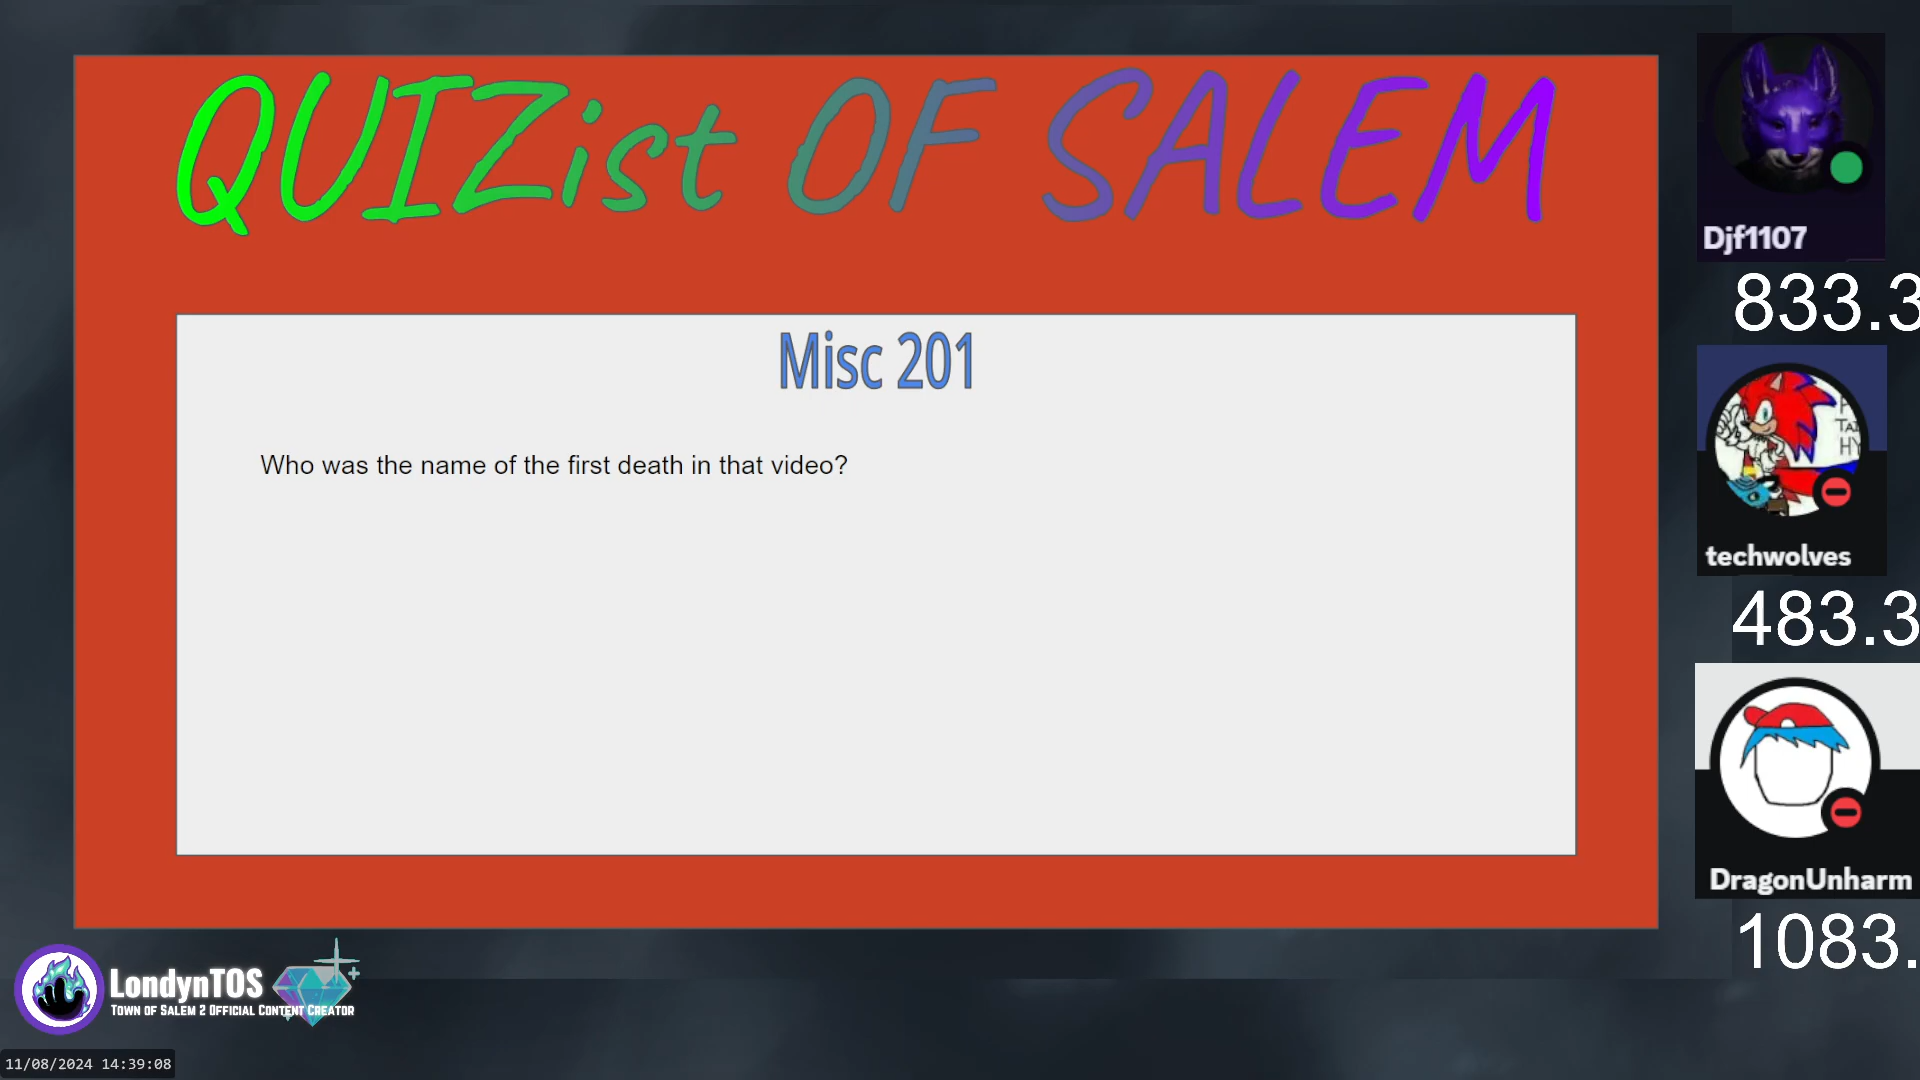 QUIZist OF SALEM
Misc 201
Who was the name of the first death in that video?
Djf1107
833.3
techwolves
483.3
DragonUnharm
1083.
LondynTOS
TOWN OF SALEM 2 OFFICIAL CONTENT CREATOR
11/08/2024 14:39:08